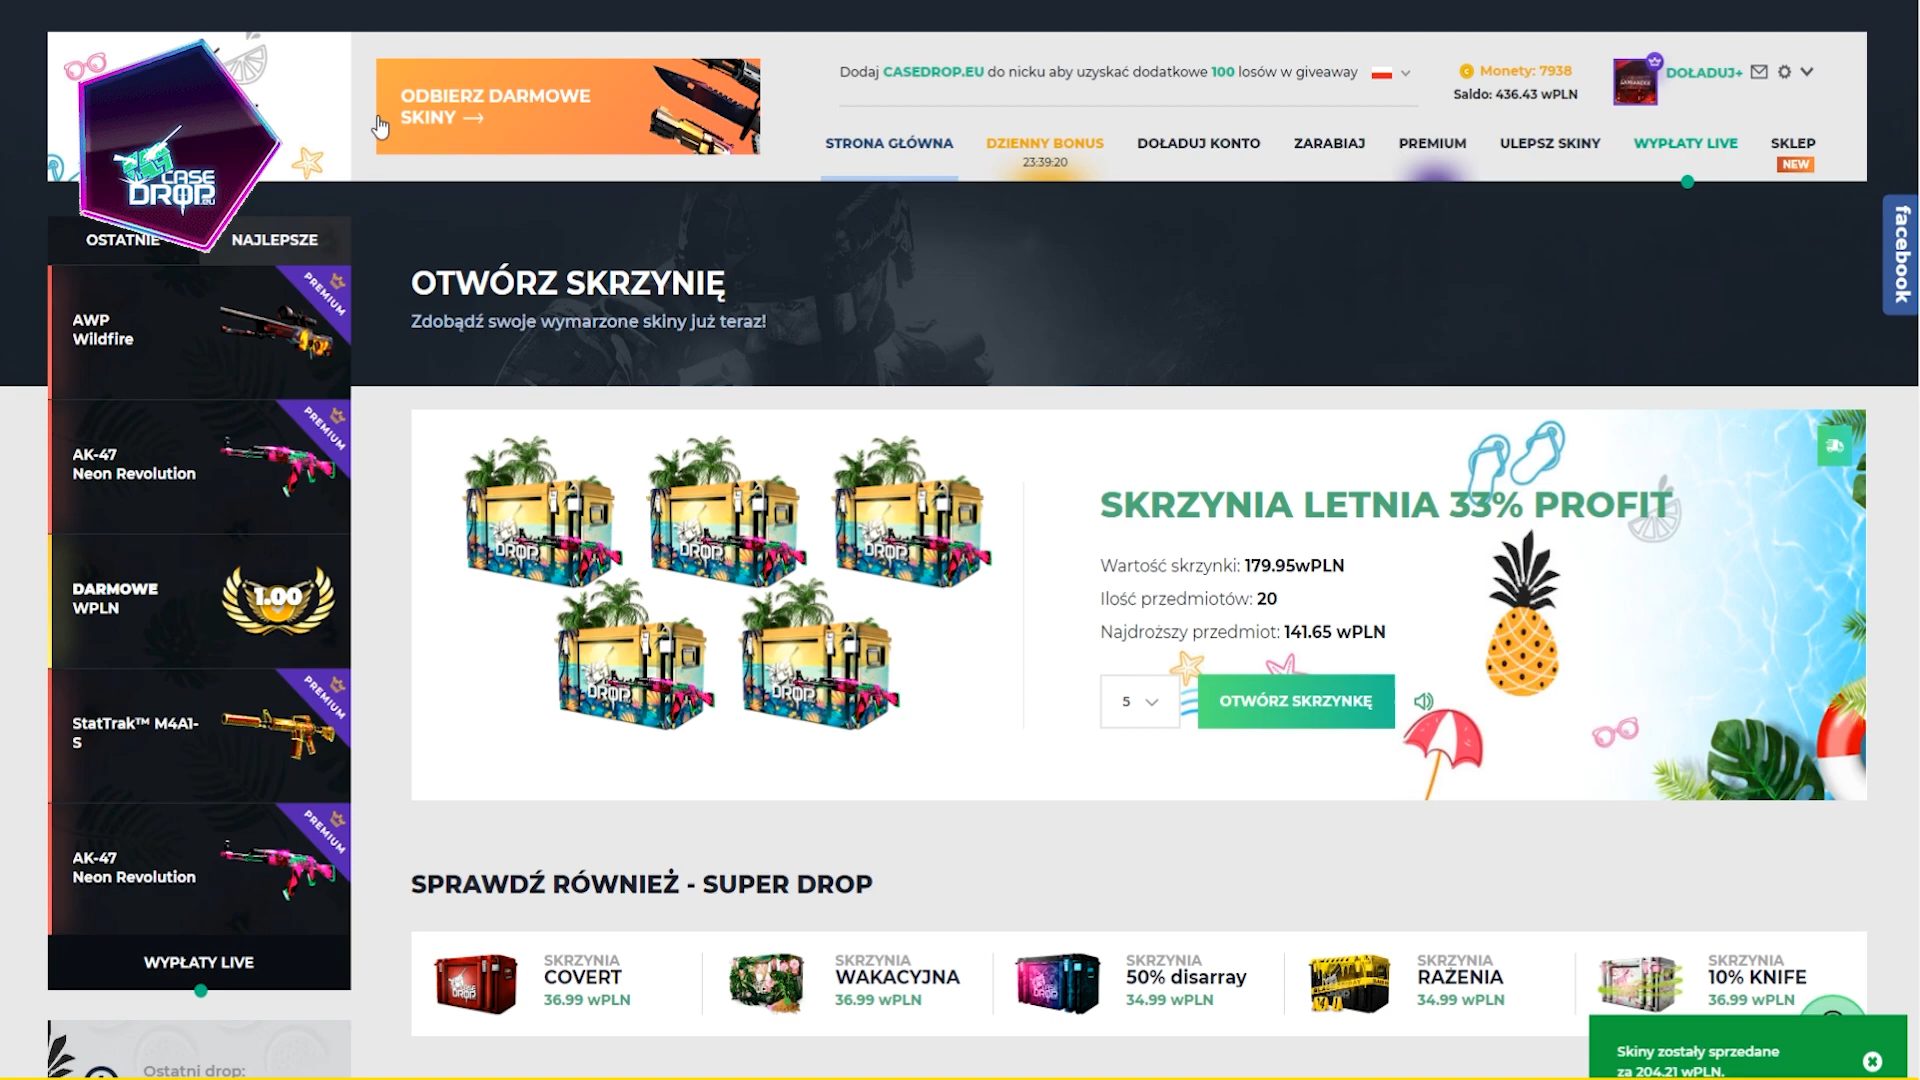 CASE
DROP.eu
ODBIERZ DARMOWE
SKINY →
Dodaj CASEDROP.EU do nicku aby uzyskać dodatkowe 100 losów w giveaway
Monety: 7938
Saldo: 436.43 wPLN
DOŁADUJ+
STRONA GŁÓWNA
DZIENNY BONUS
23:39:20
DOŁADUJ KONTO
ZARABIAJ
PREMIUM
ULEPSZ SKINY
WYPŁATY LIVE
SKLEP
NEW
facebook
OSTATNIE
NAJLEPSZE
PREMIUM
AWP
Wildfire
PREMIUM
AK-47
Neon Revolution
DARMOWE
WPLN
1.00
PREMIUM
StatTrak™ M4A1-
S
PREMIUM
AK-47
Neon Revolution
WYPŁATY LIVE
Ostatni drop:
OTWÓRZ SKRZYNIĘ
Zdobądź swoje wymarzone skiny już teraz!
DROP
DROP
DROP
DROP
DROP
SKRZYNIA LETNIA 33% PROFIT
Wartość skrzynki: 179.95wPLN
Ilość przedmiotów: 20
Najdroższy przedmiot: 141.65 wPLN
5
OTWÓRZ SKRZYNKĘ
SPRAWDŹ RÓWNIEŻ - SUPER DROP
SKRZYNIA
COVERT
36.99 wPLN
SKRZYNIA
WAKACYJNA
36.99 wPLN
SKRZYNIA
50% disarray
34.99 wPLN
SKRZYNIA
RAŻENIA
34.99 wPLN
SKRZYNIA
10% KNIFE
36.99 wPLN
Skiny zostały sprzedane
za 204.21 wPLN.